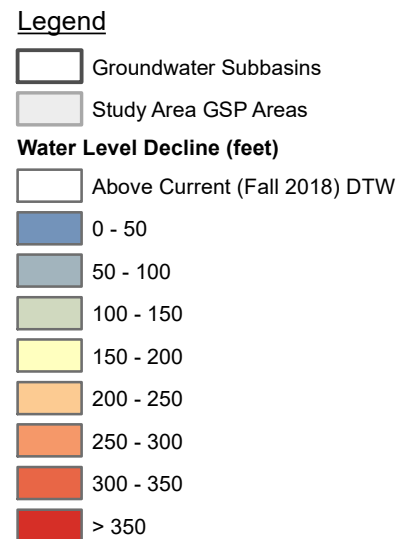 Legend
Groundwater Subbasins
Study Area GSP Areas
Water Level Decline (feet)
Above Current (Fall 2018) DTW
0 - 50
50 - 100
100 - 150
150 - 200
200 - 250
250 - 300
300 - 350
> 350